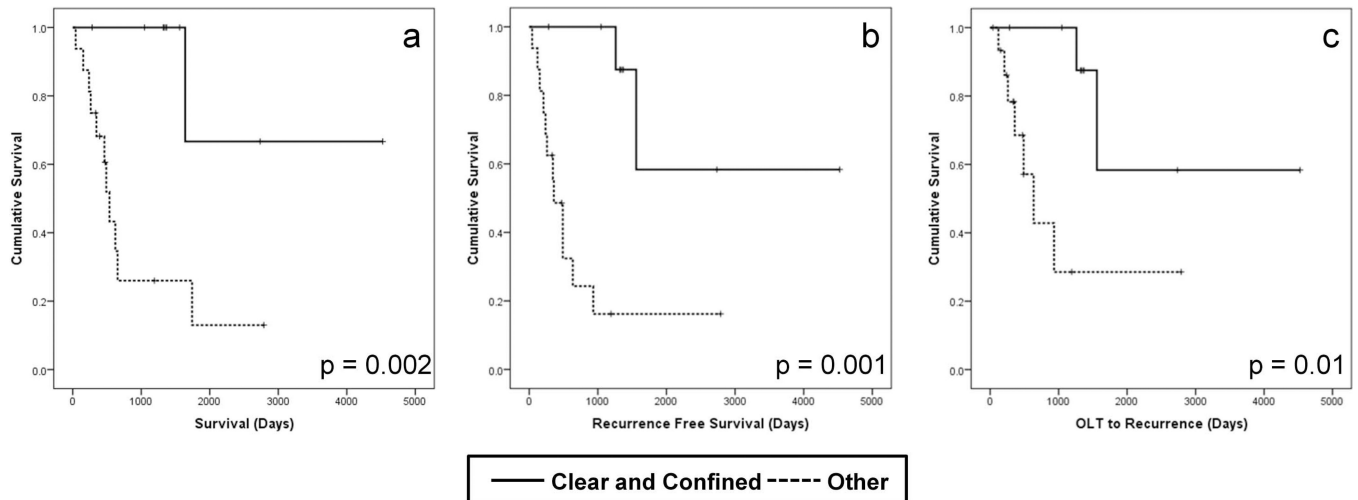 a
Cumulative Survival
1.0
0.8
0.6
0.4
0.2
0.0
p = 0.002
0 1000 2000 3000 4000 5000
Survival (Days)
b
Cumulative Survival
1.0
0.8
0.6
0.4
0.2
0.0
p = 0.001
0 1000 2000 3000 4000 5000
Recurrence Free Survival (Days)
c
Cumulative Survival
1.0
0.8
0.6
0.4
0.2
0.0
p = 0.01
0 1000 2000 3000 4000 5000
OLT to Recurrence (Days)
Clear and Confined Other